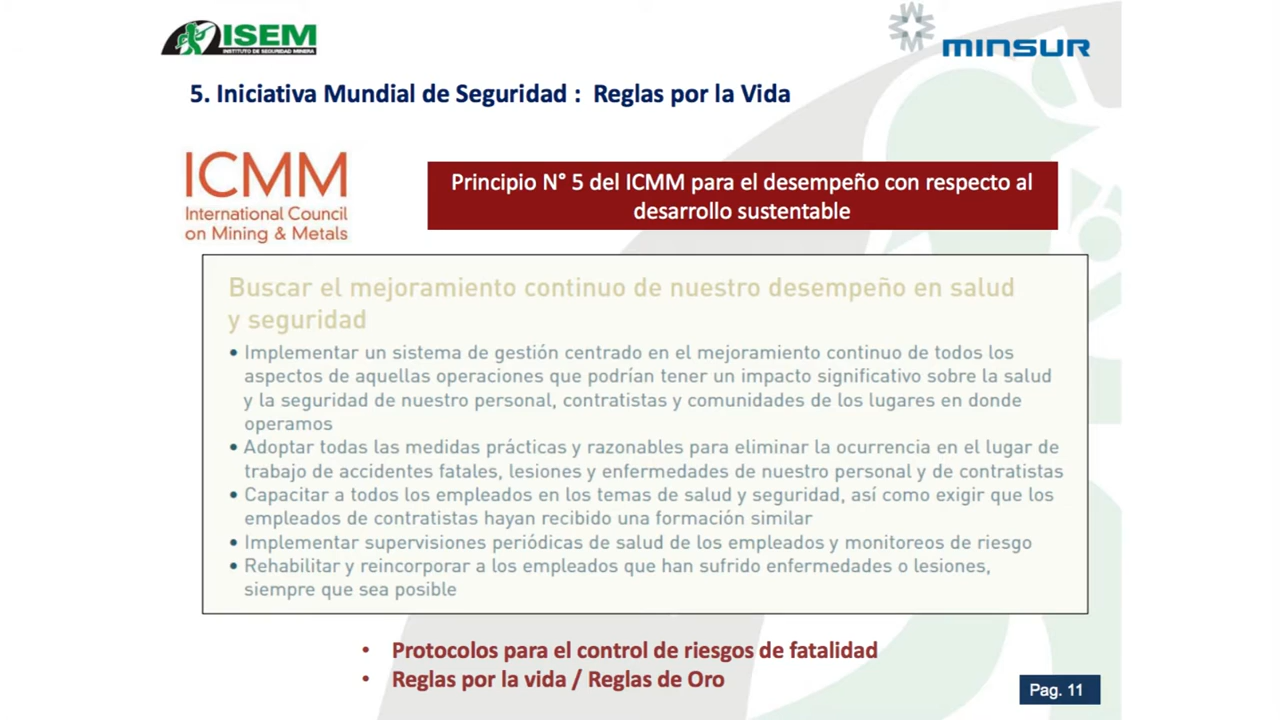 ISEM
INSTITUTO DE SEGURIDAD MINERA
MINSUR
5. Iniciativa Mundial de Seguridad : Reglas por la Vida
ICMM
International Council
on Mining & Metals
Principio N° 5 del ICMM para el desempeño con respecto al
desarrollo sustentable
Buscar el mejoramiento continuo de nuestro desempeño en salud
y seguridad
• Implementar un sistema de gestión centrado en el mejoramiento continuo de todos los
aspectos de aquellas operaciones que podrían tener un impacto significativo sobre la salud
y la seguridad de nuestro personal, contratistas y comunidades de los lugares en donde
operamos
• Adoptar todas las medidas prácticas y razonables para eliminar la ocurrencia en el lugar de
trabajo de accidentes fatales, lesiones y enfermedades de nuestro personal y de contratistas
• Capacitar a todos los empleados en los temas de salud y seguridad, así como exigir que los
empleados de contratistas hayan recibido una formación similar
• Implementar supervisiones periódicas de salud de los empleados y monitoreos de riesgo
• Rehabilitar y reincorporar a los empleados que han sufrido enfermedades o lesiones,
siempre que sea posible
• Protocolos para el control de riesgos de fatalidad
• Reglas por la vida / Reglas de Oro
Pag. 11